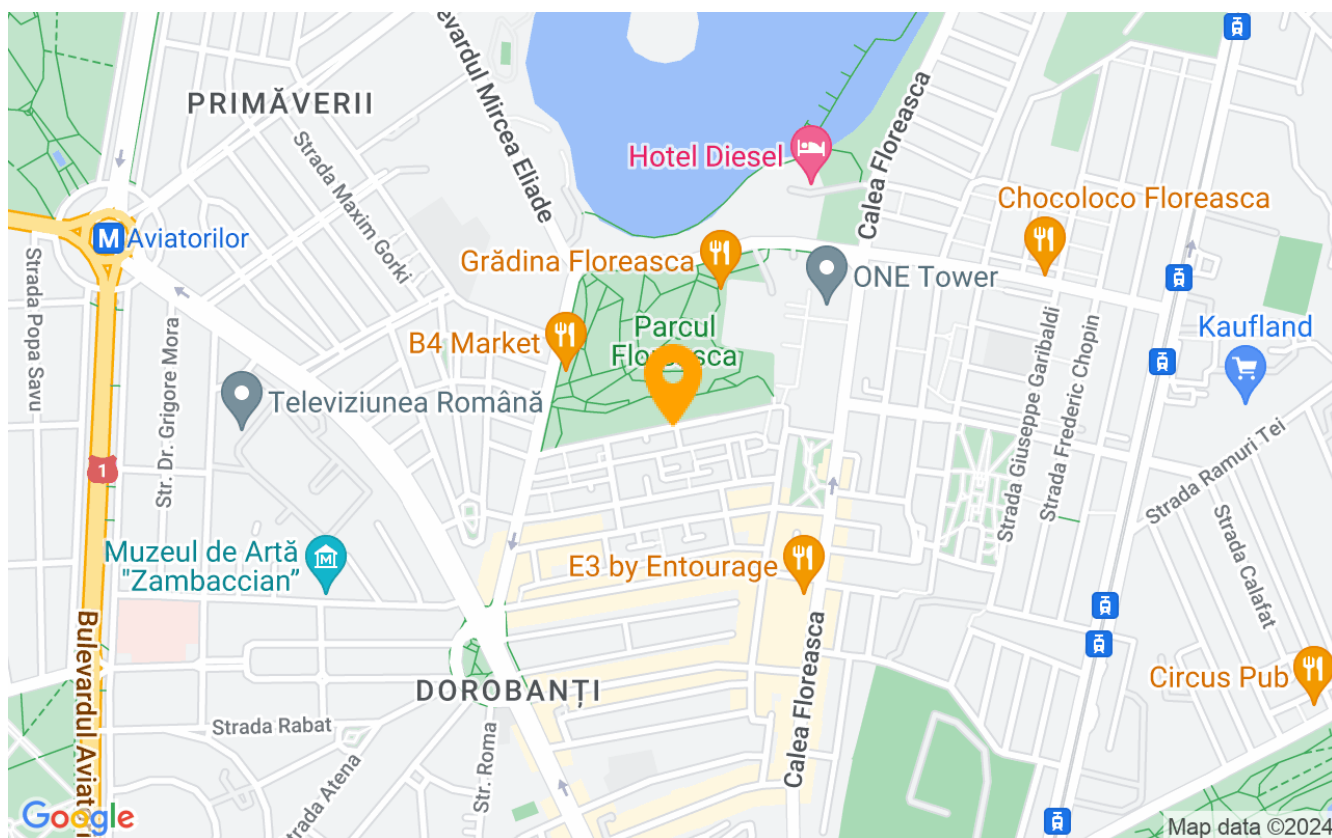 PRIMĂVERII
evardul Mircea Eliade
Hotel Diesel
Calea Floreasca
Strada Maxim Gorki
Chocoloco Floreasca
M Aviatorilor
Grădina Floreasca
ONE Tower
Strada Popa Savu
Str. Dr. Grigore Mora
B4 Market
Parcul
Floreasca
Kaufland
Strada Giuseppe Garibaldi
Strada Frederic Chopin
Televiziunea Română
1
Strada Ramuri Tei
Muzeul de Artă
"Zambaccian”
E3 by Entourage
Strada Calafat
Bulevardul Aviatori
Calea Floreasca
DOROBANȚI
Circus Pub
Strada Rabat
Str. Roma
trada Atena
Google
Map data ©2024